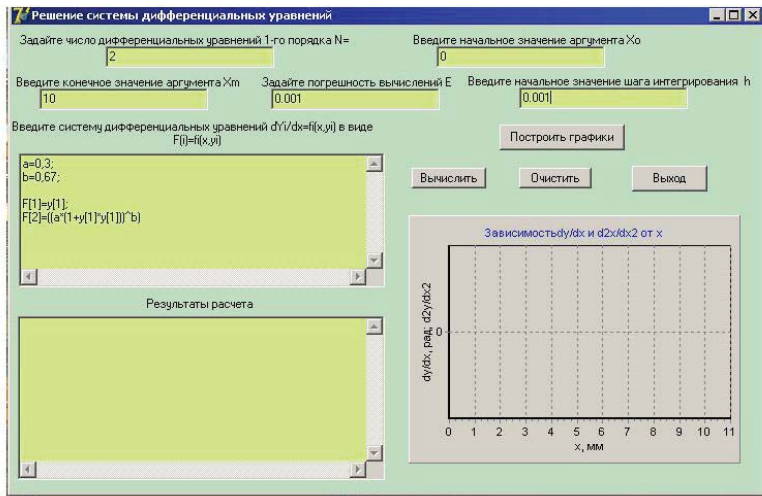 Решение системы дифференциальных уравнений
Задайте число дифференциальных уравнений 1-го порядка N=
2
Введите начальное значение аргумента Xo
0
Введите конечное значение аргумента Xm
10
Задайте погрешность вычислений E
0.001
Введите начальное значение шага интегрирования h
0.001
Введите систему дифференциальных уравнений dYi/dx=fi(x,yi) в виде
F(i)=fi(x,yi)
a=0,3;
b=0,67;
F[1]=y[1];
F[2]=((a*(1+y[1]*y[1]))^b)
Построить графики
Вычислить
Очистить
Выход
Результаты расчета
Зависимостьdy/dx и d2x/dx2 от x
dy/dx, рад; d2y/dx2
0
0 1 2 3 4 5 6 7 8 9 10 11
x, мм